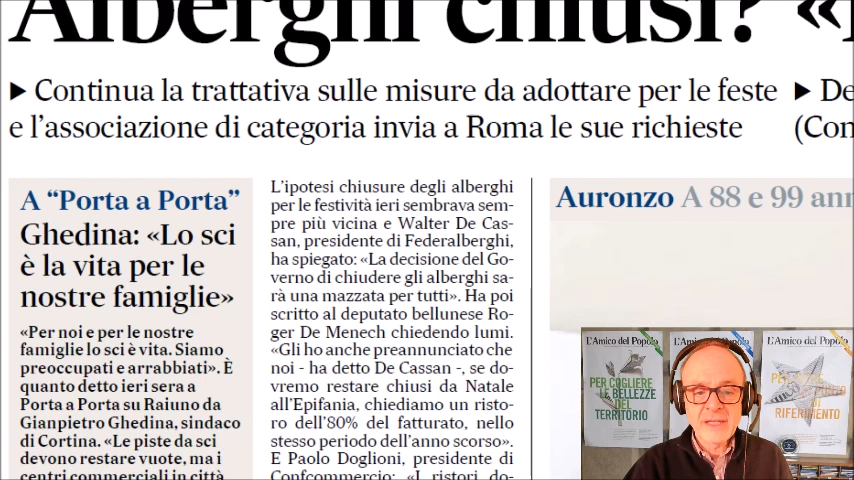 Alberghi chiusi? «
▶ Continua la trattativa sulle misure da adottare per le feste
e l'associazione di categoria invia a Roma le sue richieste
▶ De
(Con
A “Porta a Porta”
Ghedina: «Lo sci
è la vita per le
nostre famiglie»
«Per noi e per le nostre
famiglie lo sci è vita. Siamo
preoccupati e arrabbiati». È
quanto detto ieri sera a
Porta a Porta su Raiuno da
Gianpietro Ghedina, sindaco
di Cortina. «Le piste da sci
devono restare vuote, ma i
centri commerciali in città
L'ipotesi chiusure degli alberghi
per le festività ieri sembrava sem-
pre più vicina e Walter De Cas-
san, presidente di Federalberghi,
ha spiegato: «La decisione del Go-
verno di chiudere gli alberghi sa-
rà una mazzata per tutti». Ha poi
scritto al deputato bellunese Ro-
ger De Menech chiedendo lumi.
«Gli ho anche preannunciato che
noi - ha detto De Cassan -, se do-
vremo restare chiusi da Natale
all'Epifania, chiediamo un risto-
ro dell'80% del fatturato, nello
stesso periodo dell'anno scorso».
E Paolo Doglioni, presidente di
Confcommercio: «I ristori do-
Auronzo A 88 e 99 ann
L'Amico del Popolo
PER COGLIERE
LE BELLEZZE
DEL
TERRITORIO
L'Amico del Popolo
L'Amico del Popolo
DI
RIFERIMENTO